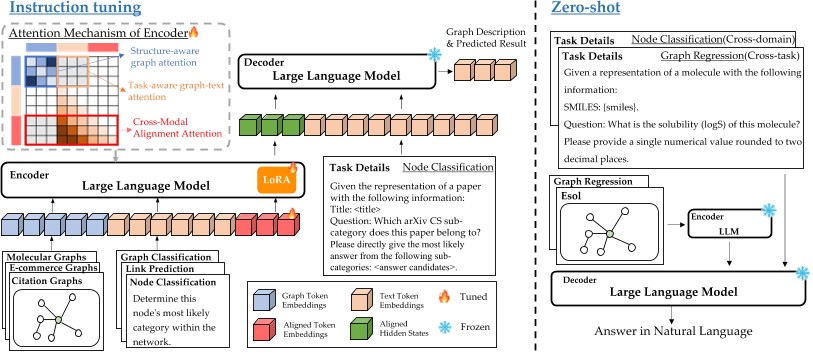 Instruction tuning
Attention Mechanism of Encoder
Structure-aware
graph attention
Task-aware graph-text
attention
Cross-Modal
Alignment Attention
Encoder
Large Language Model
LoRA
Molecular Graphs
E-commerce Graphs
Citation Graphs
Graph Classification
Link Prediction
Node Classification
Determine this
node's most likely
category within the
network.
Graph Description
& Predicted Result
Decoder
Large Language Model
Task Details Node Classification
Given the representation of a paper
with the following information:
Title: <title>
Question: Which arXiv CS sub-
category does this paper belong to?
Please directly give the most likely
answer from the following sub-
categories: <answer candidates>.
Graph Token
Embeddings
Text Token
Embeddings
Tuned
Aligned Token
Embeddings
Aligned
Hidden States
Frozen
Zero-shot
Task Details Node Classification(Cross-domain)
Task Details Graph Regression(Cross-task)
Given a representation of a molecule with the following
information:
SMILES: {smiles}.
Question: What is the solubility (logS) of this molecule?
Please provide a single numerical value rounded to two
decimal places.
Graph Regression
Esol
Encoder
LLM
Decoder
Large Language Model
Answer in Natural Language